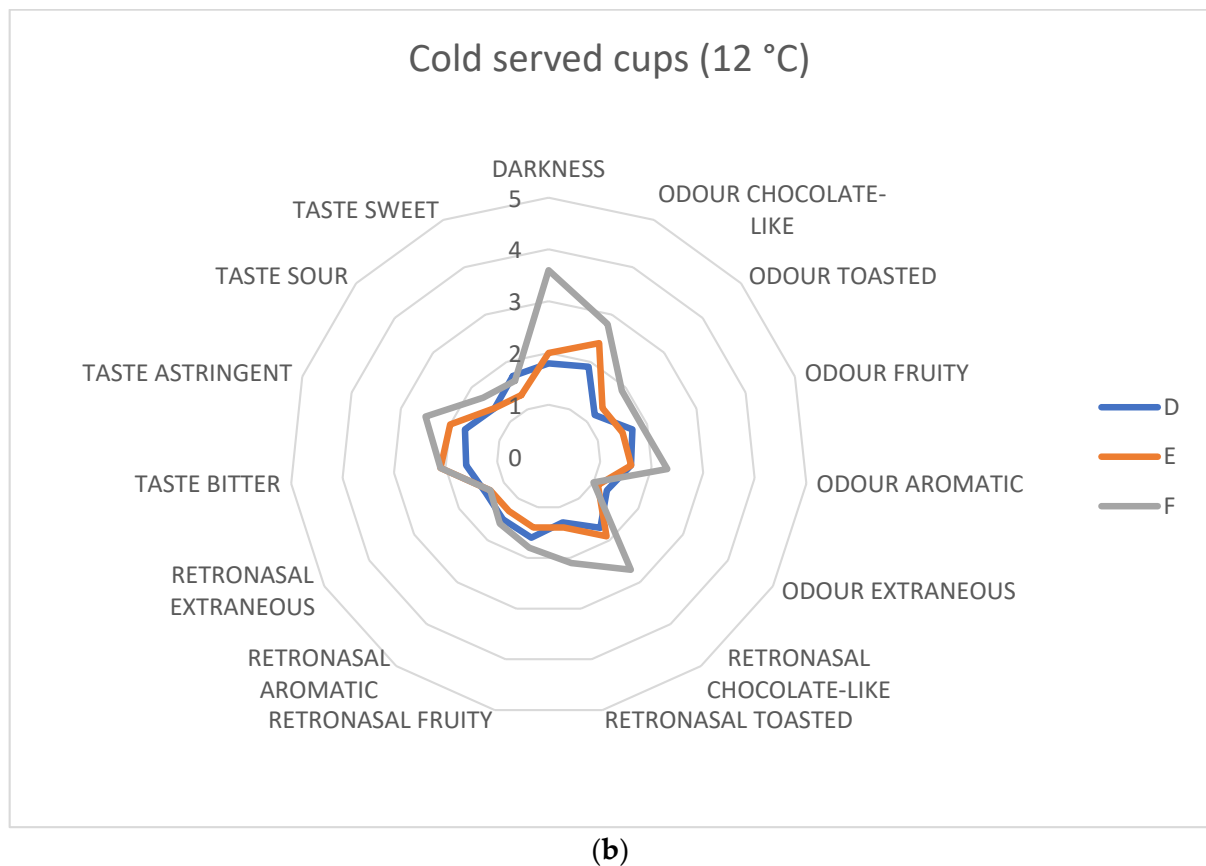 Cold served cups (12 °C)
DARKNESS
ODOUR CHOCOLATE-
LIKE
ODOUR TOASTED
ODOUR FRUITY
ODOUR AROMATIC
ODOUR EXTRANEOUS
RETRONASAL
CHOCOLATE-LIKE
RETRONASAL TOASTED
RETRONASAL FRUITY
RETRONASAL
AROMATIC
RETRONASAL
EXTRANEOUS
TASTE BITTER
TASTE ASTRINGENT
TASTE SOUR
TASTE SWEET
5
4
3
2
1
0
D
E
F
(b)